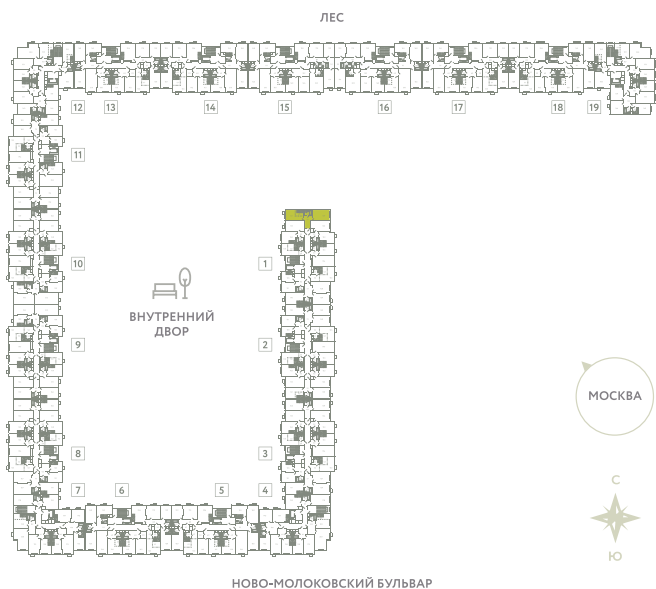 ЛЕС
12 13 14 15 16 17 18 19
11
10 1
ВНУТРЕННИЙ
ДВОР
9 2
МОСКВА
8 3
7 6 5 4
С
Ю
НОВО-МОЛОКОВСКИЙ БУЛЬВАР